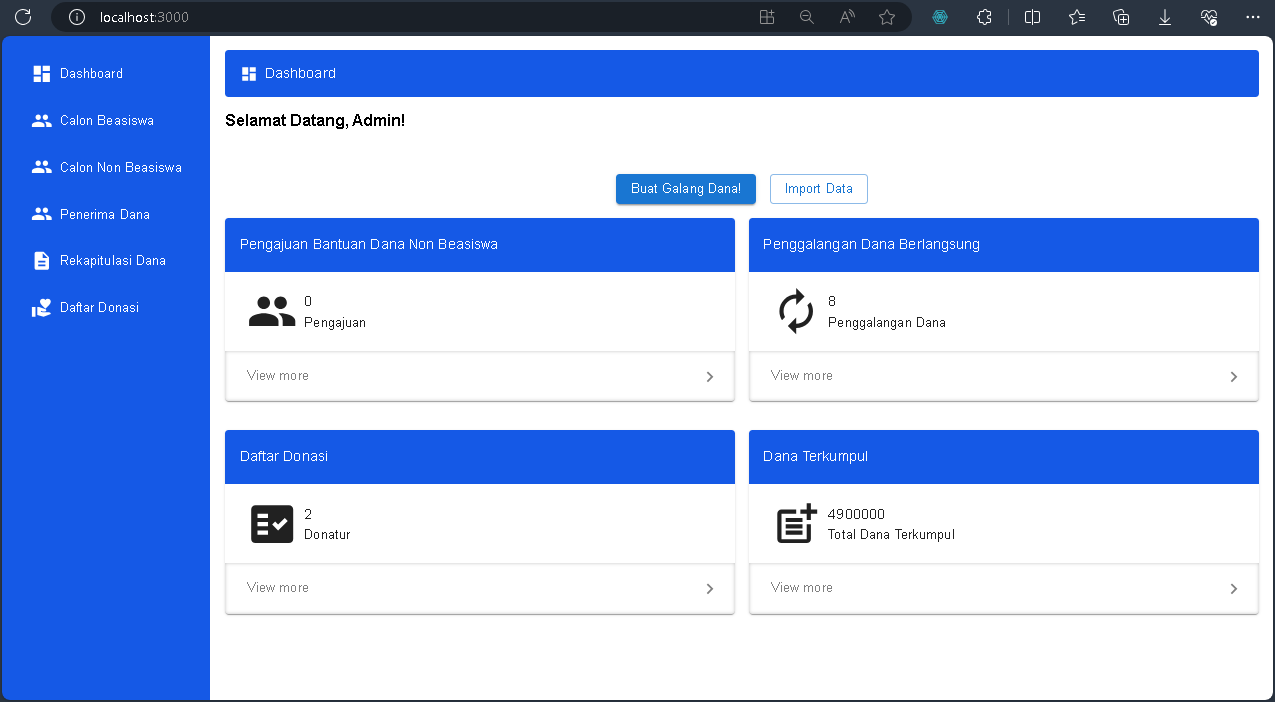 localhost:3000
Dashboard
Calon Beasiswa
Calon Non Beasiswa
Penerima Dana
Rekapitulasi Dana
Daftar Donasi
Dashboard
Selamat Datang, Admin!
Buat Galang Dana!
Import Data
Pengajuan Bantuan Dana Non Beasiswa
0
Pengajuan
View more
Penggalangan Dana Berlangsung
8
Penggalangan Dana
View more
Daftar Donasi
2
Donatur
View more
Dana Terkumpul
4900000
Total Dana Terkumpul
View more